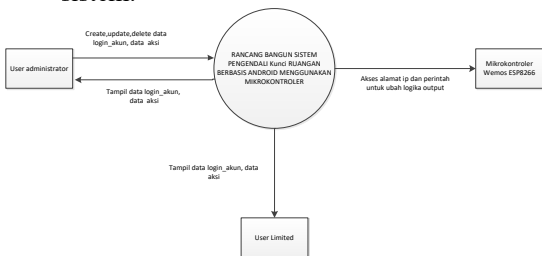 Create,update,delete data
login_akun, data  aksi
User administrator
Tampil data login_akun,
data  aksi
RANCANG BANGUN SISTEM
PENGENDALI Kunci RUANGAN
BERBASIS ANDROID MENGGUNAKAN
MIKROKONTROLER
Akses alamat ip dan perintah
untuk ubah logika output
Mikrokontroler
Wemos ESP8266
Tampil data login_akun, data
aksi
User Limited